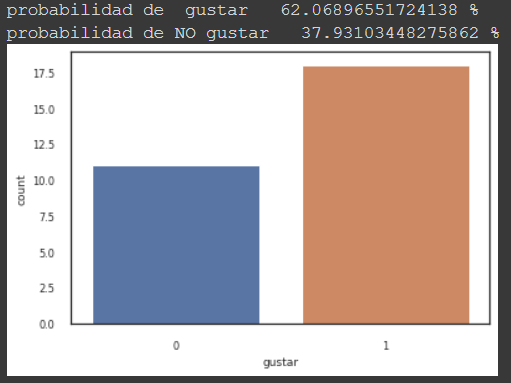 probabilidad de  gustar   62.06896551724138 %
probabilidad de NO gustar   37.93103448275862 %
17.5
15.0
12.5
10.0
7.5
5.0
2.5
0.0
count
0 1
gustar